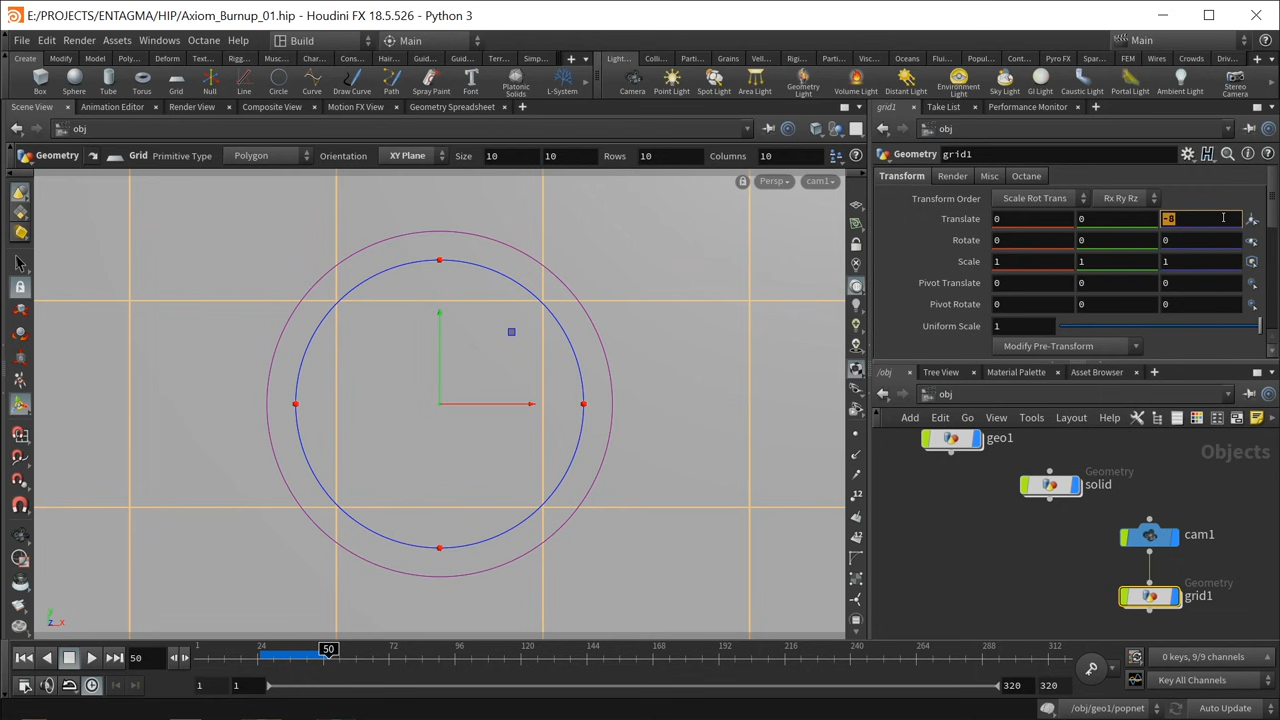 E:/PROJECTS/ENTAGMA/HIP/Axiom_Burnup_01.hip - Houdini FX 18.5.526 - Python 3
File Edit Render Assets Windows Octane Help Build Main Main
Create Modify Model Poly... Deform Text... Rigg... Musc... Char... Cons... Hair... Guid... Guid... Terr... Simp... Light... Colli... Parti... Grains Vell... Rigi... Parti... Visc... Oceans Flui... Popul... Cont... Pyro FX Spar... FEM Wires Crowds Driv...
Box Sphere Tube Torus Grid Null Line Circle Curve Draw Curve Path Spray Paint Font Platonic Solids L-System Camera Point Light Spot Light Area Light Geometry Light Volume Light Distant Light Environment Light Sky Light GI Light Caustic Light Portal Light Ambient Light Stereo Camera
Scene View Animation Editor Render View Composite View Motion FX View Geometry Spreadsheet grid1 Take List Performance Monitor
obj obj
Geometry Grid Primitive Type Polygon Orientation XY Plane Size 10 10 Rows 10 Columns 10 Geometry grid1
Persp cam1 Transform Render Misc Octane
Transform Order Scale Rot Trans Rx Ry Rz
Translate 0 0 -8
Rotate 0 0 0
Scale 1 1 1
Pivot Translate 0 0 0
Pivot Rotate 0 0 0
Uniform Scale 1
Modify Pre-Transform
/obj Tree View Material Palette Asset Browser
obj
Add Edit Go View Tools Layout Help
geo1 Objects
Geometry
solid
cam1
Geometry
grid1
12
12
y
z x
50 1 24 50 72 96 120 144 168 192 216 240 264 288 312 0 keys, 9/9 channels
1 1 320 320 Key All Channels
/obj/geo1/popnet Auto Update